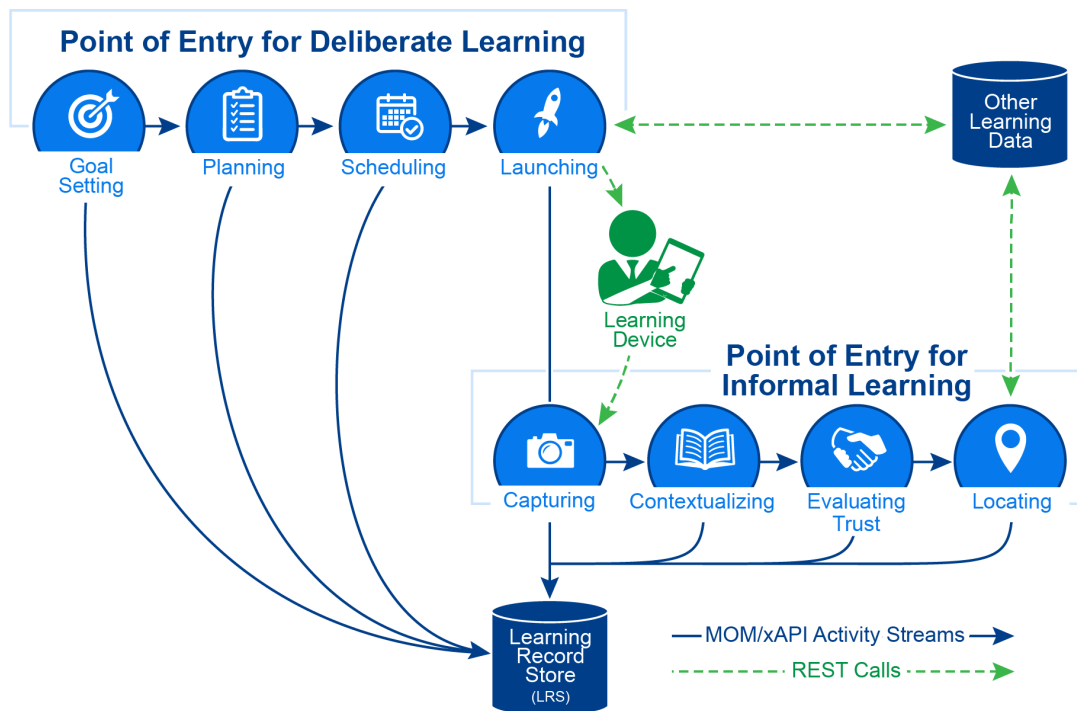 Point of Entry for Deliberate Learning
Goal
Setting
Planning
Scheduling
Launching
Other
Learning
Data
Learning
Device
Point of Entry for
Informal Learning
Capturing
Contextualizing
Evaluating
Trust
Locating
Learning
Record
Store
(LRS)
MOM/xAPI Activity Streams
REST Calls